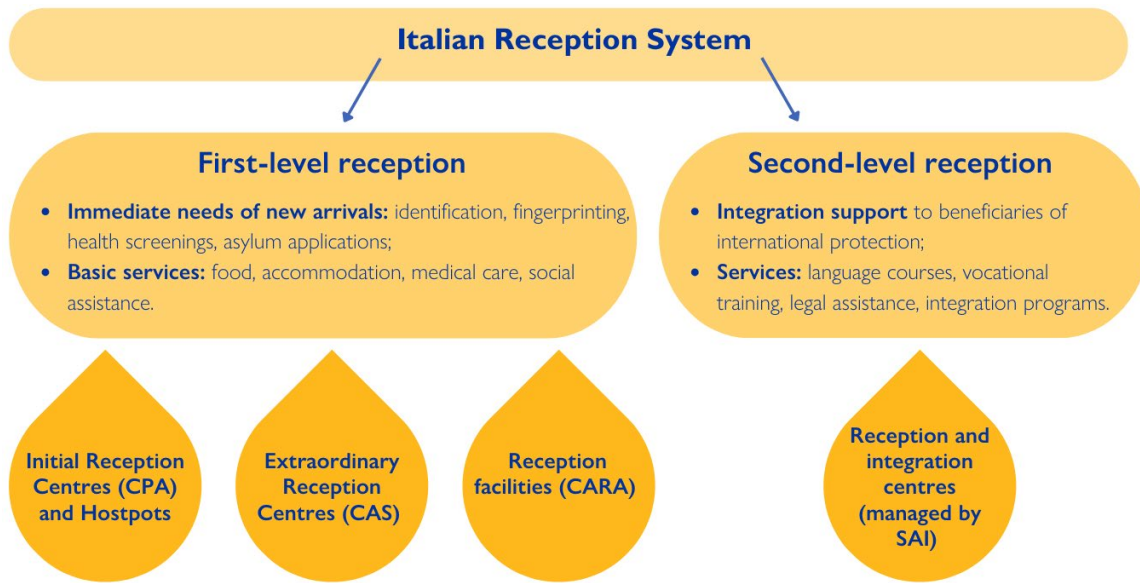 Italian Reception System
First-level reception
• Immediate needs of new arrivals: identification, fingerprinting,
health screenings, asylum applications;
• Basic services: food, accommodation, medical care, social
assistance.
Second-level reception
• Integration support to beneficiaries of
international protection;
• Services: language courses, vocational
training, legal assistance, integration programs.
Initial Reception
Centres (CPA)
and Hostpots
Extraordinary
Reception
Centres (CAS)
Reception
facilities (CARA)
Reception and
integration
centres
(managed by
SAI)